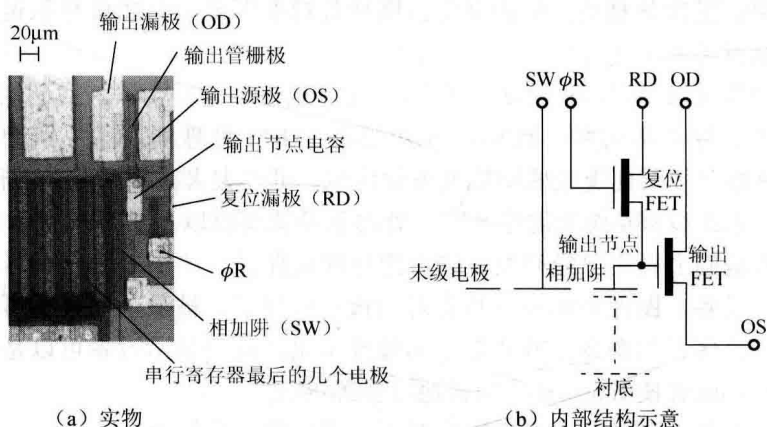 20μm
输出漏极（OD）
输出管栅极
输出源极（OS）
输出节点电容
复位漏极（RD）
φR
相加阱（SW）
串行寄存器最后的几个电极
（a）实物
SW φR RD OD
复位
FET
输出节点
输出
FET
末级电极 相加阱
OS
衬底
（b）内部结构示意